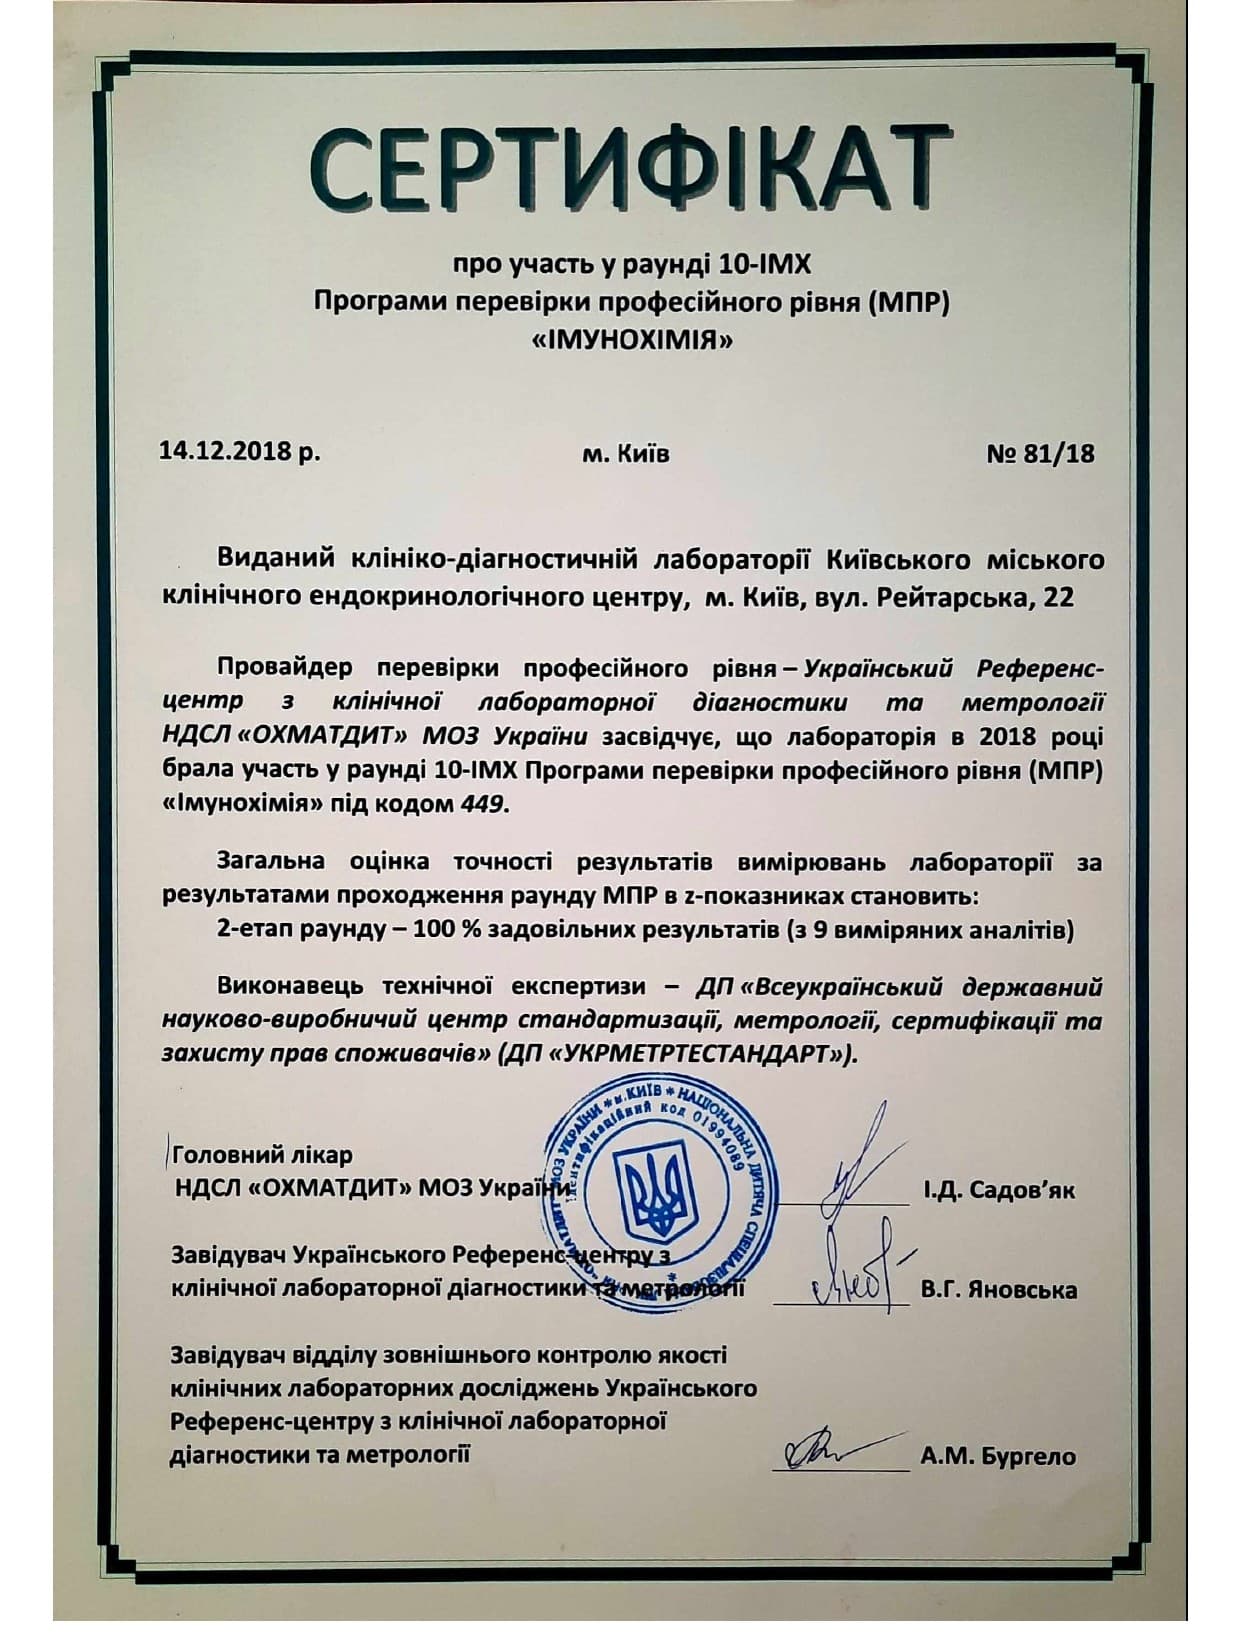 СЕРТИФІКАТ
про участь у раунді 10-ІМХ
Програми перевірки професійного рівня (МПР)
«ІМУНОХІМІЯ»
14.12.2018 р. м. Київ № 81/18
Виданий клініко-діагностичній лабораторії Київського міського
клінічного ендокринологічного центру, м. Київ, вул. Рейтарська, 22
Провайдер перевірки професійного рівня – Український Референс-
центр з клінічної лабораторної діагностики та метрології
НДСЛ «ОХМАТДИТ» МОЗ України засвідчує, що лабораторія в 2018 році
брала участь у раунді 10-ІМХ Програми перевірки професійного рівня (МПР)
«Імунохімія» під кодом 449.
Загальна оцінка точності результатів вимірювань лабораторії за
результатами проходження раунду МПР в z-показниках становить:
2-етап раунду – 100 % задовільних результатів (з 9 виміряних аналітів)
Виконавець технічної експертизи – ДП «Всеукраїнський державний
науково-виробничий центр стандартизації, метрології, сертифікації та
захисту прав споживачів» (ДП «УКРМЕТРТЕСТАНДАРТ»).
МОЗ УКРАЇНИ * м. КИЇВ * НАЦІОНАЛЬНА ДИТЯЧА
Ідентифікаційний код 01994089
Головний лікар
НДСЛ «ОХМАТДИТ» МОЗ України І.Д. Садов’як
Завідувач Українського Референс-центру з
клінічної лабораторної діагностики та метрології В.Г. Яновська
Завідувач відділу зовнішнього контролю якості
клінічних лабораторних досліджень Українського
Референс-центру з клінічної лабораторної
діагностики та метрології А.М. Бургело